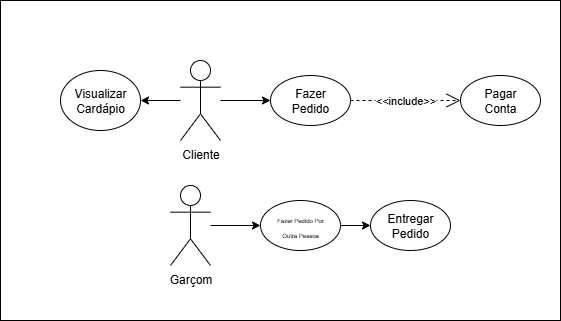 Visualizar
Cardápio
Fazer
Pedido
<<include>>
Pagar
Conta
Cliente
Fazer Pedido Por
Outra Pessoa
Entregar
Pedido
Garçom